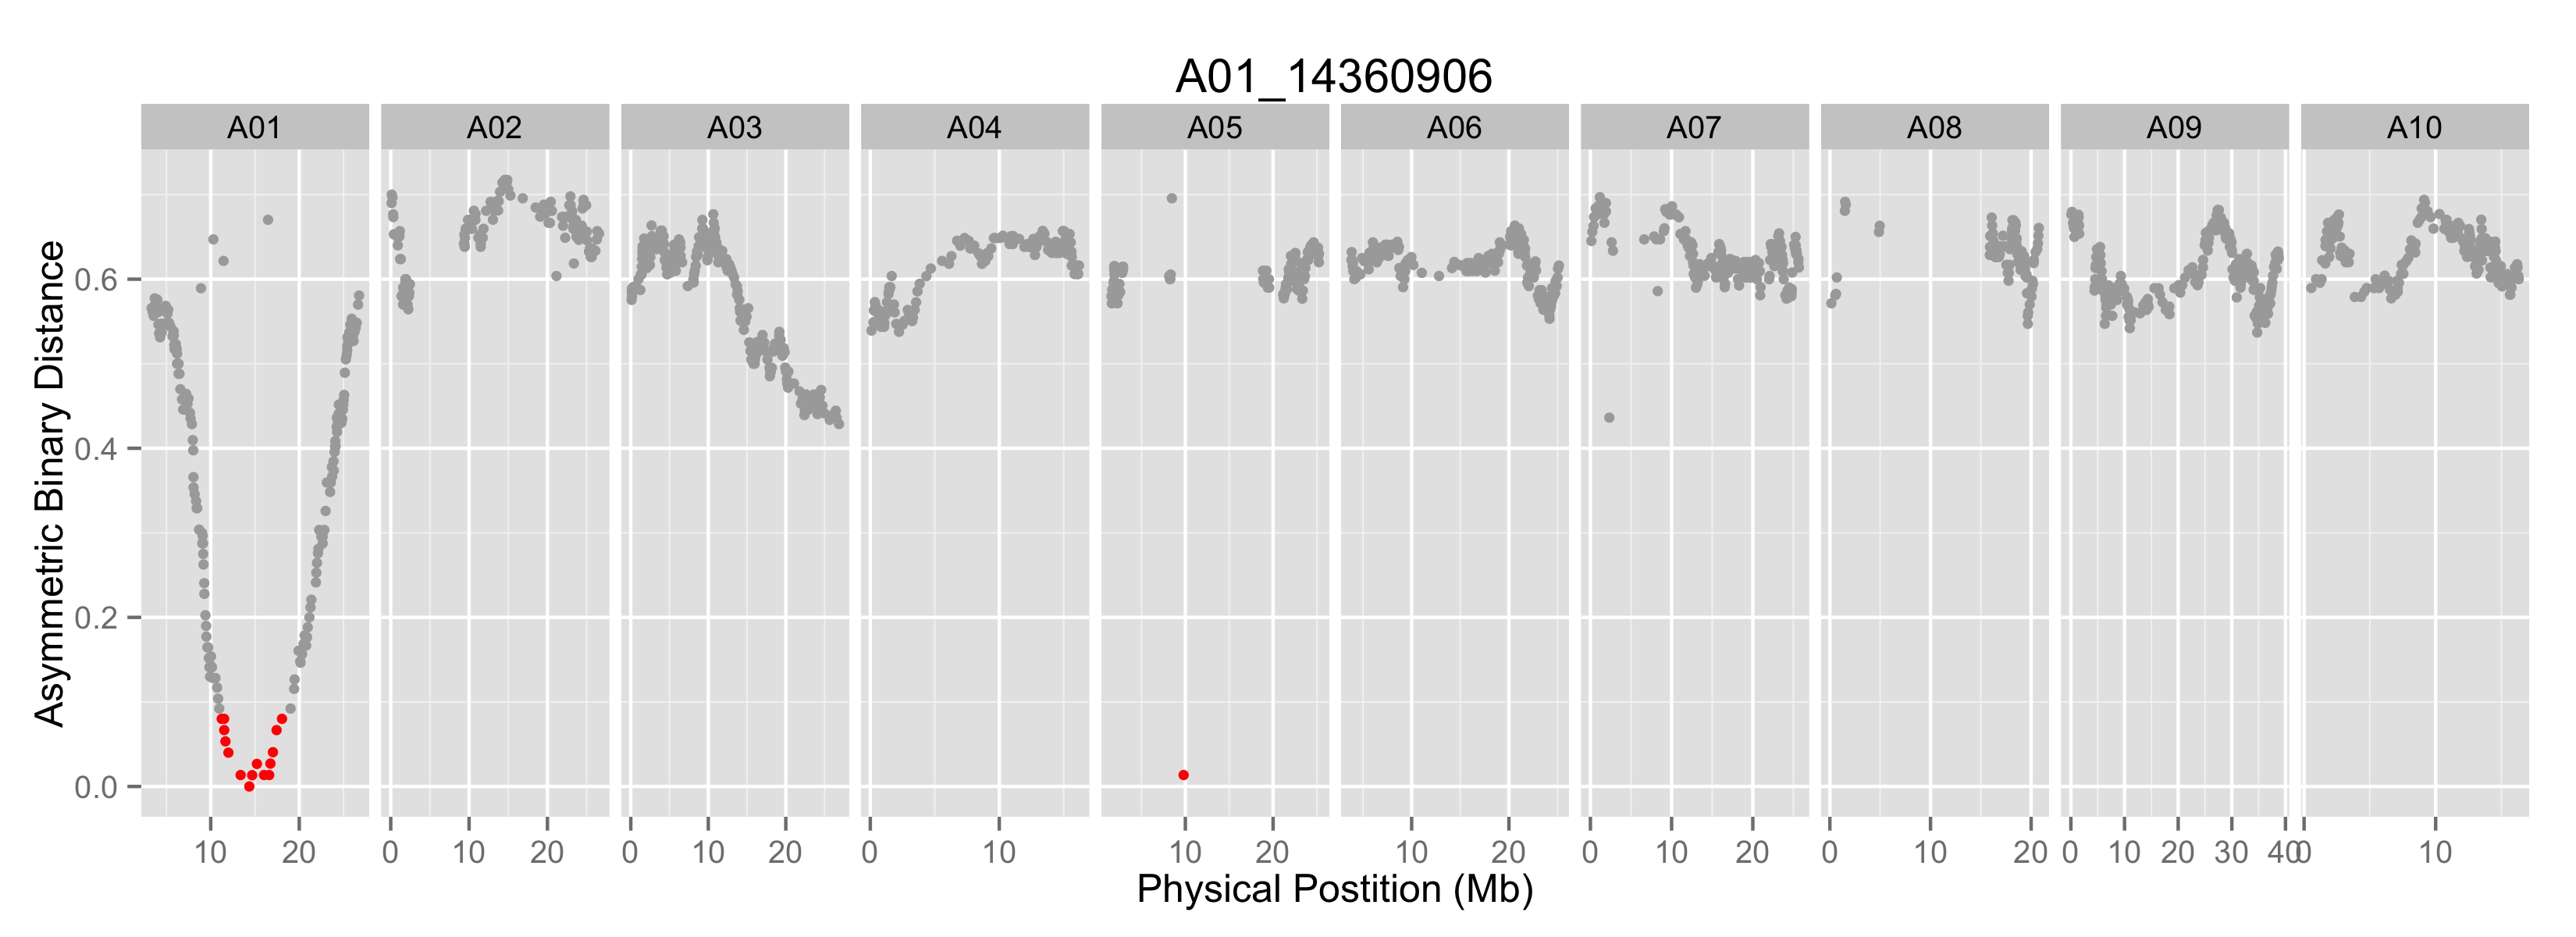 A01_14360906
A01 A02 A03 A04 A05 A06 A07 A08 A09 A10
Asymmetric Binary Distance
0.6
0.4
0.2
0.0
10 20 0 10 20 0 10 20 0 10 10 20 10 20 0 10 20 0 10 20 0 10 20 30 40 0 10
Physical Postition (Mb)